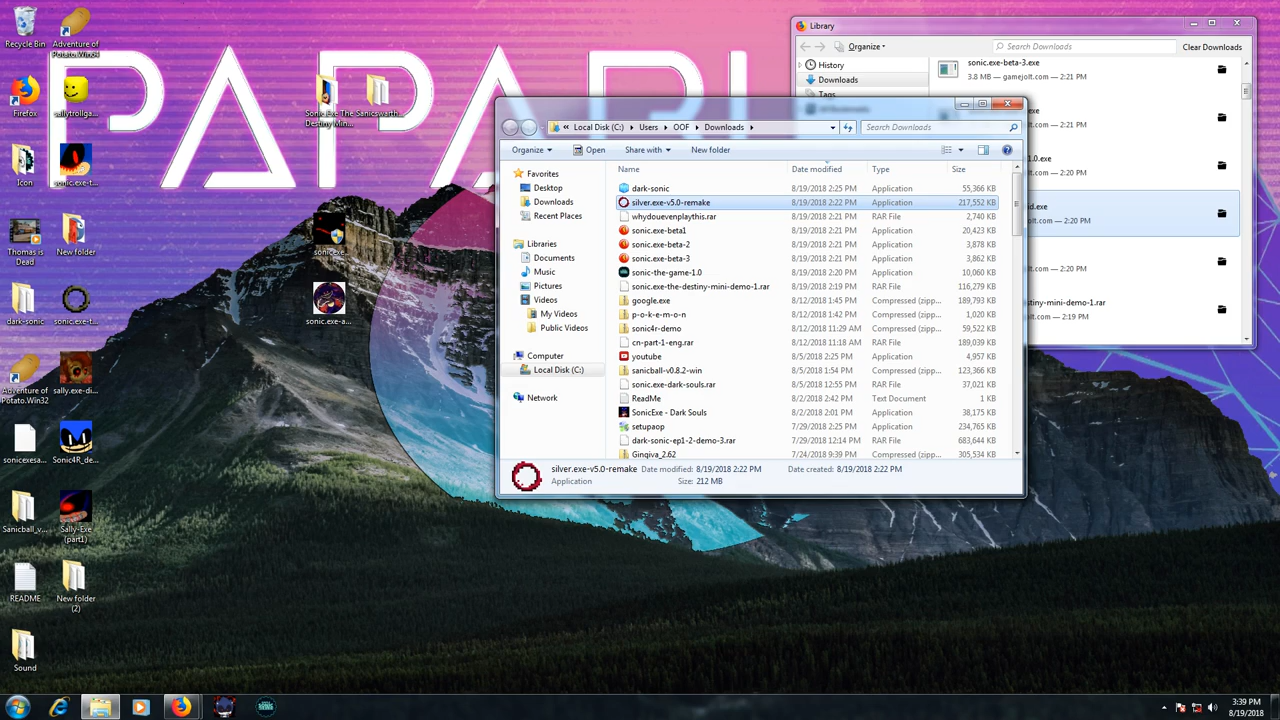 PAPAPI
Recycle Bin
Adventure of
Potato.Win64
Firefox
sallytrollga...
Icon
sonic.exe-t...
Thomas is
Dead
New folder
dark-sonic
sonic.exe-t...
Adventure of
Potato.Win32
sally.exe-di...
sonicexesa...
Sonic4R_de...
Sanicball_v...
Sally-Exe
(part1)
README
New folder
(2)
Sound
Sonic.Exe The
Destiny Min...
Sanicswarth...
sonicexe
sonic.exe-a...
Library
Organize
Search Downloads
Clear Downloads
History
Downloads
Tags
sonic.exe-beta-3.exe
3.8 MB — gamejolt.com — 2:21 PM
.exe
— 2:21 PM
1.0.exe
— 2:21 PM
id.exe
— 2:20 PM
— 2:20 PM
tiny-mini-demo-1.rar
— 2:19 PM
« Local Disk (C:) Users OOF Downloads
Search Downloads
Organize Open Share with New folder
Favorites
Desktop
Downloads
Recent Places
Libraries
Documents
Music
Pictures
Videos
My Videos
Public Videos
Computer
Local Disk (C:)
Network
Name Date modified Type Size
dark-sonic 8/19/2018 2:25 PM Application 55,366 KB
silver.exe-v5.0-remake 8/19/2018 2:22 PM Application 217,552 KB
whydouevenplaythis.rar 8/19/2018 2:21 PM RAR File 2,740 KB
sonic.exe-beta1 8/19/2018 2:21 PM Application 20,423 KB
sonic.exe-beta-2 8/19/2018 2:21 PM Application 3,878 KB
sonic.exe-beta-3 8/19/2018 2:21 PM Application 3,862 KB
sonic-the-game-1.0 8/19/2018 2:20 PM Application 10,060 KB
sonic.exe-the-destiny-mini-demo-1.rar 8/19/2018 2:19 PM RAR File 116,279 KB
google.exe 8/12/2018 1:45 PM Compressed (zipp... 189,793 KB
p-o-k-e-m-o-n 8/12/2018 1:42 PM Compressed (zipp... 1,020 KB
sonic4r-demo 8/12/2018 11:29 AM Compressed (zipp... 59,522 KB
cn-part-1-eng.rar 8/12/2018 11:18 AM RAR File 189,039 KB
youtube 8/5/2018 2:25 PM Application 4,957 KB
sanicball-v0.8.2-win 8/5/2018 1:54 PM Compressed (zipp... 123,366 KB
sonic.exe-dark-souls.rar 8/5/2018 12:55 PM RAR File 37,021 KB
ReadMe 8/2/2018 2:42 PM Text Document 1 KB
SonicExe - Dark Souls 8/2/2018 2:01 PM Application 38,175 KB
setupaop 7/29/2018 2:25 PM Application 234,765 KB
dark-sonic-ep1-2-demo-3.rar 7/29/2018 12:14 PM RAR File 683,644 KB
Gingiva_2.62 7/24/2018 9:39 PM Compressed (zipp... 305,534 KB
silver.exe-v5.0-remake Date modified: 8/19/2018 2:22 PM Date created: 8/19/2018 2:22 PM
Application Size: 212 MB
3:39 PM
8/19/2018